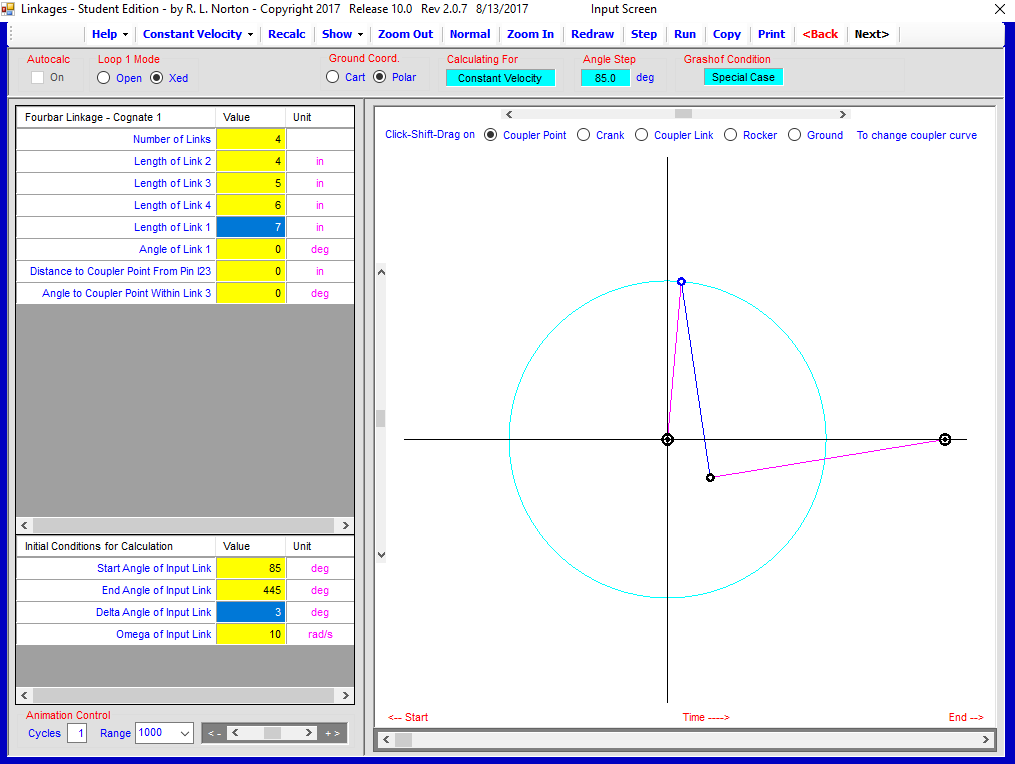 Linkages - Student Edition - by R. L. Norton - Copyright 2017 Release 10.0 Rev 2.0.7 8/13/2017 Input Screen
Help Constant Velocity Recalc Show Zoom Out Normal Zoom In Redraw Step Run Copy Print <Back Next>
Autocalc Loop 1 Mode Ground Coord. Calculating For Angle Step Grashof Condition
On Open Xed Cart Polar Constant Velocity 85.0 deg Special Case
Fourbar Linkage - Cognate 1 Value Unit
Number of Links 4
Length of Link 2 4 in
Length of Link 3 5 in
Length of Link 4 6 in
Length of Link 1 7 in
Angle of Link 1 0 deg
Distance to Coupler Point From Pin I23 0 in
Angle to Coupler Point Within Link 3 0 deg
Initial Conditions for Calculation Value Unit
Start Angle of Input Link 85 deg
End Angle of Input Link 445 deg
Delta Angle of Input Link 3 deg
Omega of Input Link 10 rad/s
Animation Control
Cycles 1 Range 1000 < - + >
Click-Shift-Drag on Coupler Point Crank Coupler Link Rocker Ground To change coupler curve
<-- Start Time ----> End -->